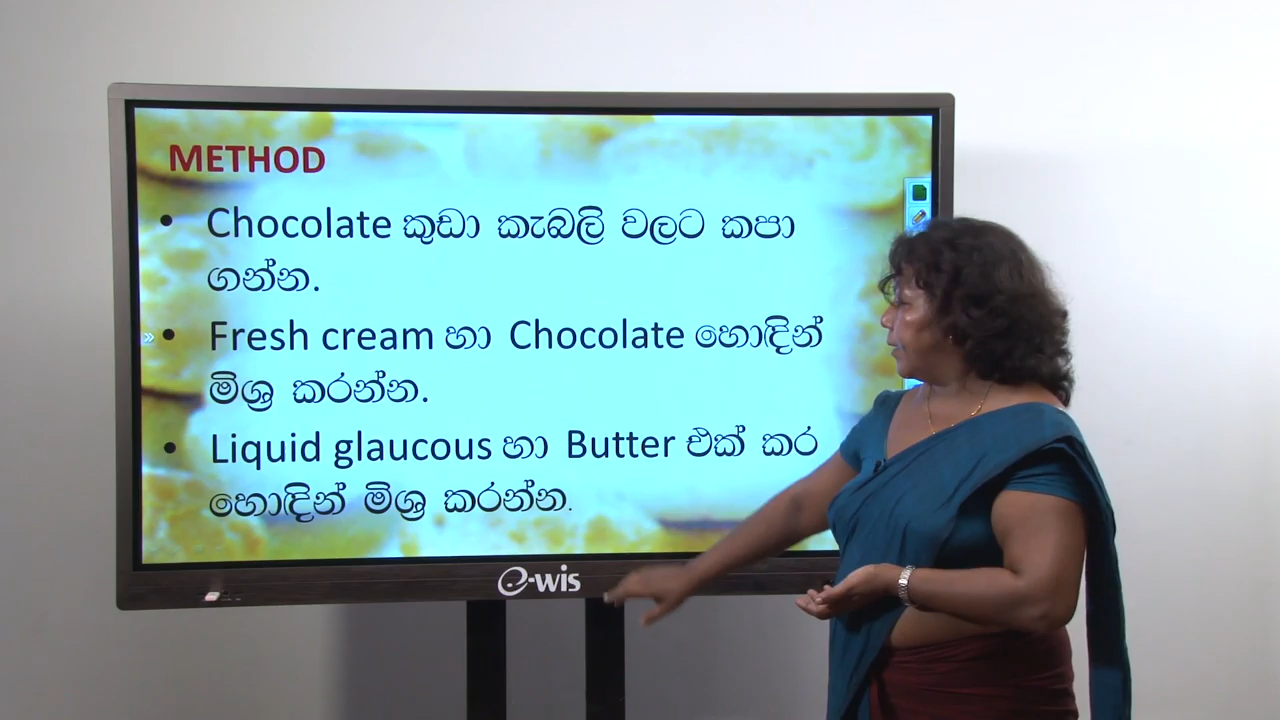 METHOD
• Chocolate කුඩා කැබලි වලට කපා
ගන්න.
• Fresh cream හා Chocolate හොඳින්
මිශ්‍ර කරන්න.
• Liquid glaucous හා Butter එක් කර
හොඳින් මිශ්‍ර කරන්න.
e-wis